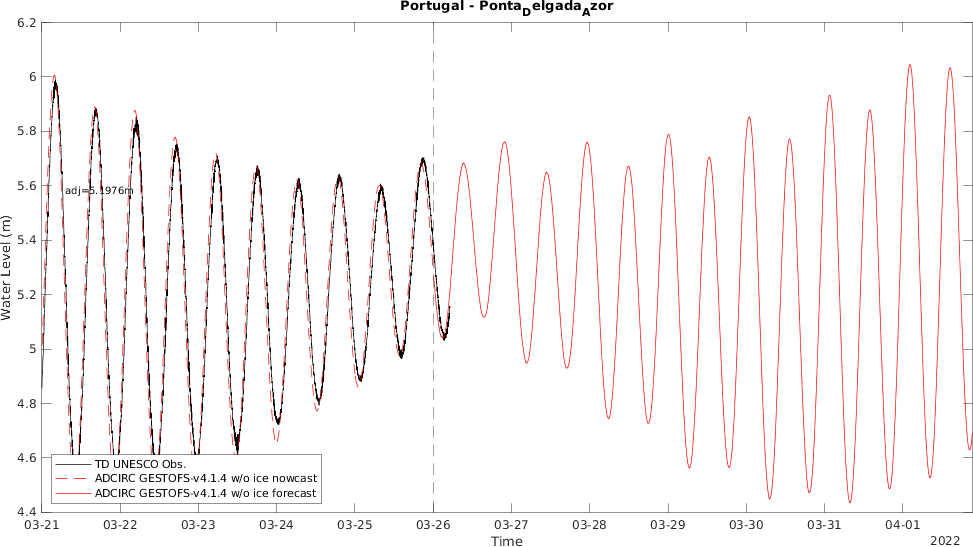 Portugal - PontaDelgadaAzor
6.2
6
5.8
5.6
5.4
5.2
5
4.8
4.6
4.4
Water Level (m)
adj=5.1976m
TD UNESCO Obs.
ADCIRC GESTOFS-v4.1.4 w/o ice nowcast
ADCIRC GESTOFS-v4.1.4 w/o ice forecast
03-21 03-22 03-23 03-24 03-25 03-26 03-27 03-28 03-29 03-30 03-31 04-01
Time
2022